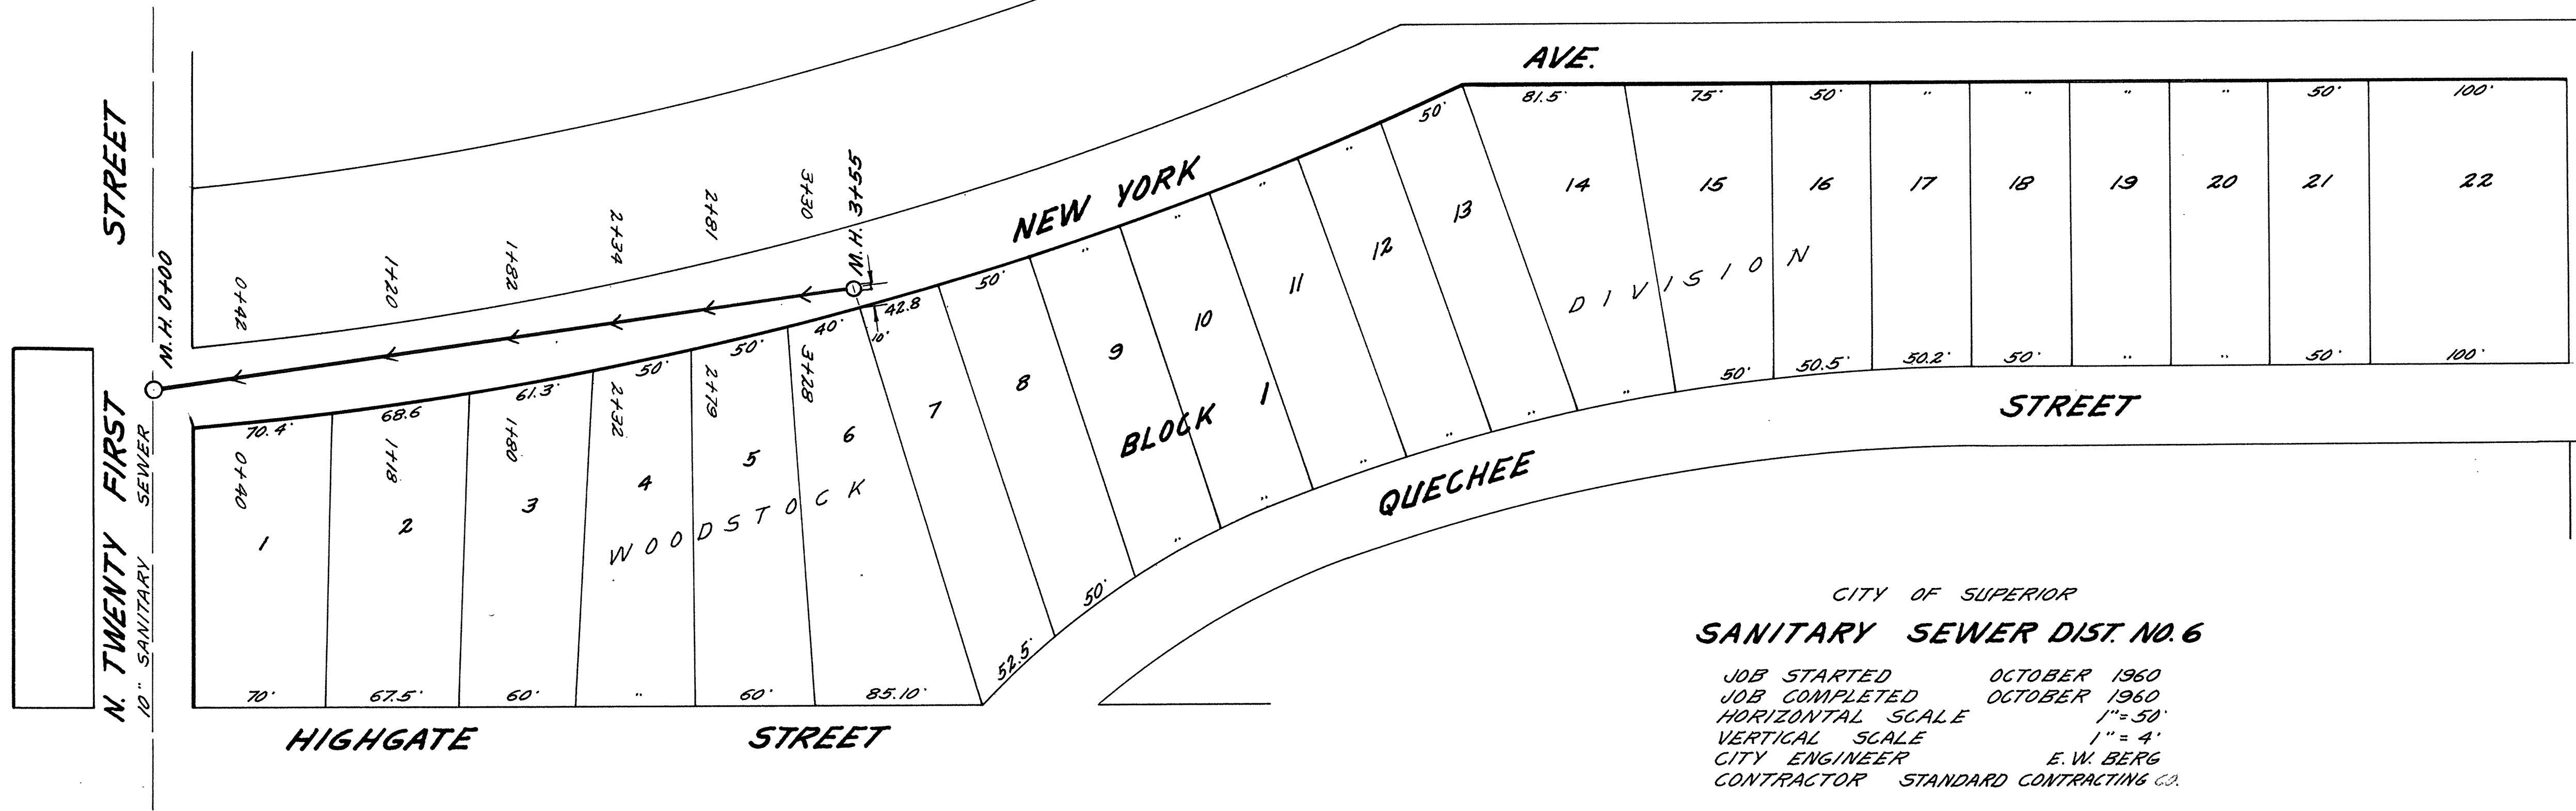 AVE.
81.5' 75' 50' " " " " 50' 100'
14 15 16 17 18 19 20 21 22
NEW YORK
50'
"
"
"
"
50'
42.8
40'
50'
50'
61.3'
68.6
70.4'
STREET
M.H. 0+00
0+42
1+20
1+82
2+34
2+81
3+30
M.H. 3+55
10'
0+40
1+18
1+80
2+32
2+79
3+28
1 2 3 4 5 6 7 8 9 10 11 12 13
DIVISION
WOODSTOCK
BLOCK 1
N. TWENTY FIRST
10" SANITARY SEWER
70' 67.5' 60' " 60' 85.10'
52.5' 50' " " " " " " 50' 50.5' 50.2' 50' " " 50' 100'
QUECHEE STREET
HIGHGATE STREET
CITY OF SUPERIOR
SANITARY SEWER DIST. NO. 6
JOB STARTED OCTOBER 1960
JOB COMPLETED OCTOBER 1960
HORIZONTAL SCALE 1"=50'
VERTICAL SCALE 1"=4'
CITY ENGINEER E.W. BERG
CONTRACTOR STANDARD CONTRACTING CO.